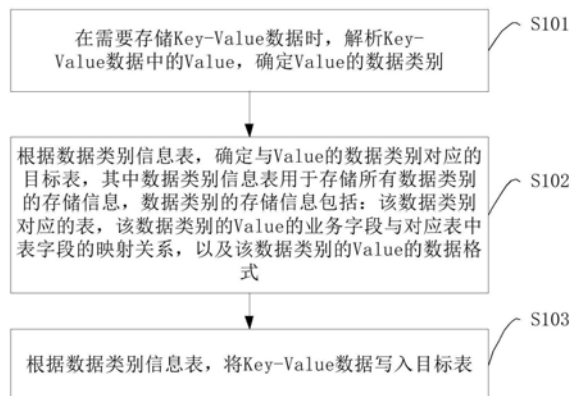 在需要存储Key-Value数据时，解析Key-
Value数据中的Value，确定Value的数据类别
S101
根据数据类别信息表，确定与Value的数据类别对应的
目标表，其中数据类别信息表用于存储所有数据类别
的存储信息，数据类别的存储信息包括：该数据类别
对应的表，该数据类别的Value的业务字段与对应表中
表字段的映射关系，以及该数据类别的Value的数据格
式
S102
根据数据类别信息表，将Key-Value数据写入目标表
S103